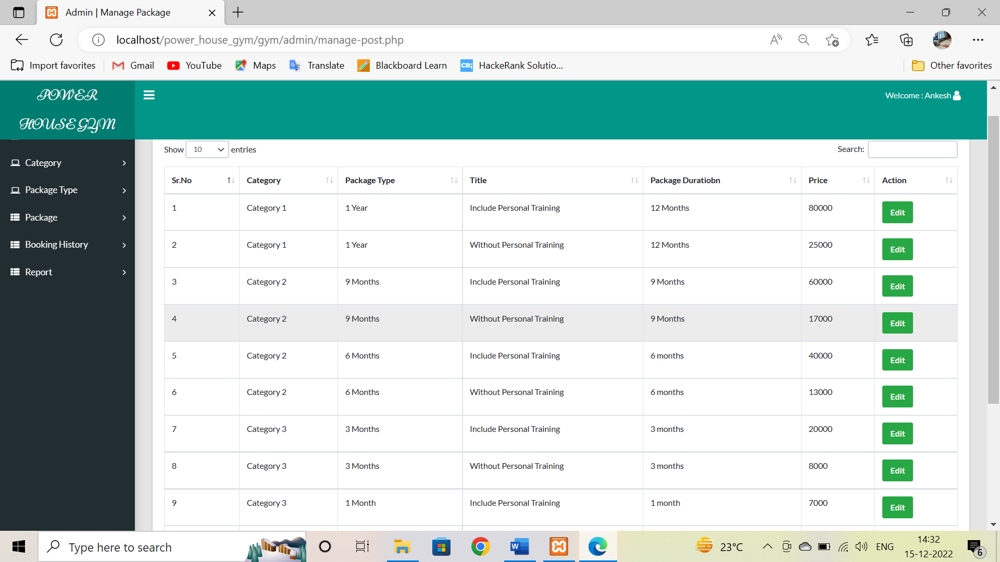 Admin | Manage Package
localhost/power_house_gym/gym/admin/manage-post.php
Import favorites Gmail YouTube Maps Translate Blackboard Learn CB; HackeRank Solutio... Other favorites
POWER
HOUSE GYM
Welcome : Ankesh
Category
Package Type
Package
Booking History
Report
Show 10 entries Search:
Sr.No Category Package Type Title Package Duratiobn Price Action
1 Category 1 1 Year Include Personal Training 12 Months 80000 Edit
2 Category 1 1 Year Without Personal Training 12 Months 25000 Edit
3 Category 2 9 Months Include Personal Training 9 Months 60000 Edit
4 Category 2 9 Months Without Personal Training 9 Months 17000 Edit
5 Category 2 6 Months Include Personal Training 6 months 40000 Edit
6 Category 2 6 Months Without Personal Training 6 months 13000 Edit
7 Category 3 3 Months Include Personal Training 3 months 20000 Edit
8 Category 3 3 Months Without Personal Training 3 months 8000 Edit
9 Category 3 1 Month Include Personal Training 1 month 7000 Edit
Type here to search
23°C
ENG
14:32
15-12-2022
6